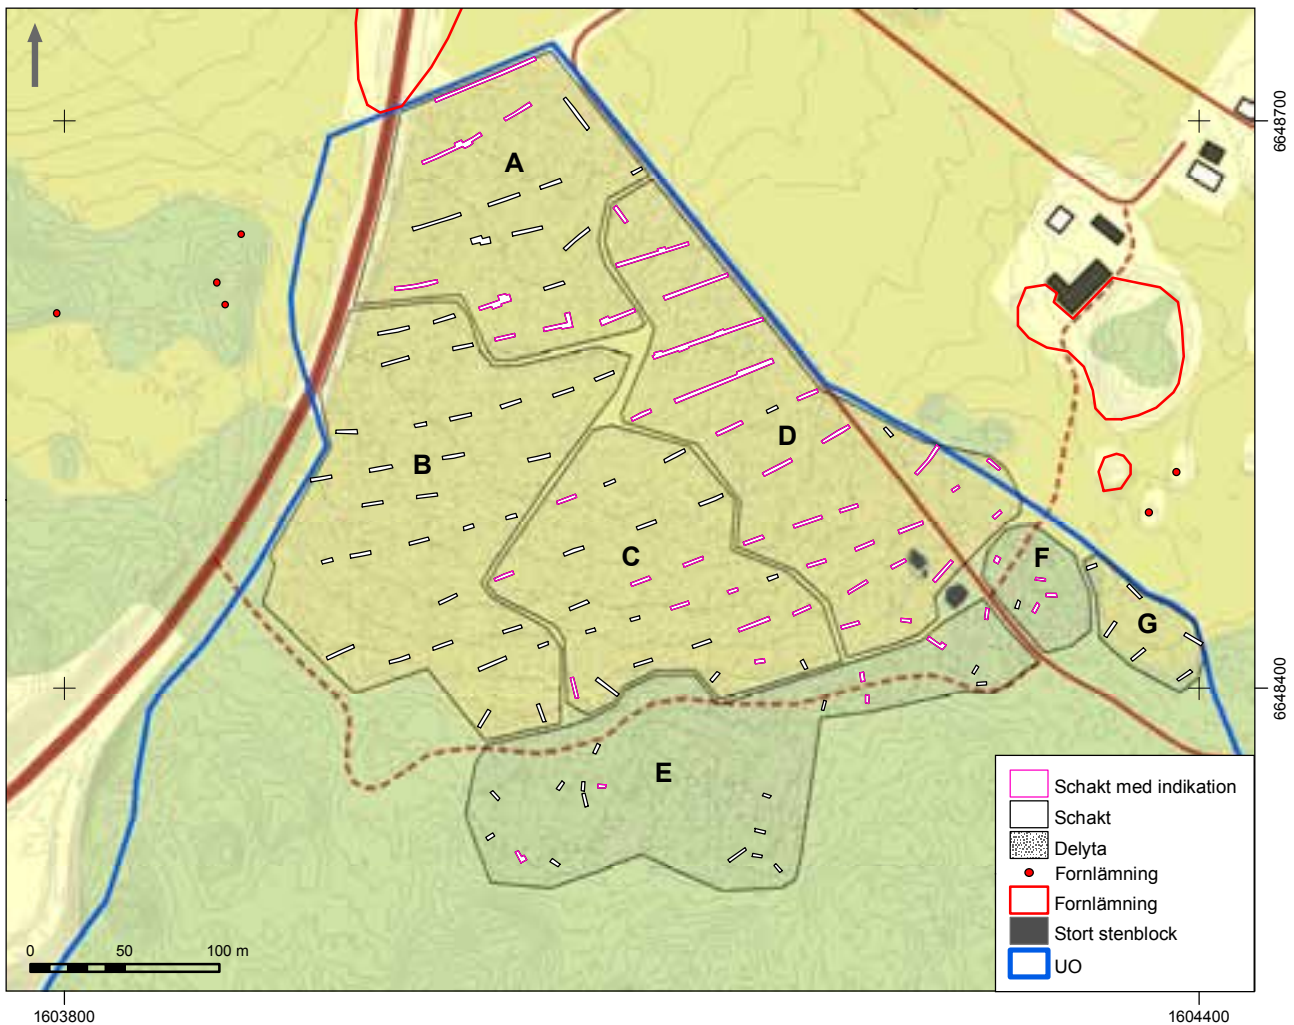 A
B
C
D
E
F
G
6648700
6648400
1603800
1604400
0 50 100 m
Schakt med indikation
Schakt
Delyta
Fornlämning
Fornlämning
Stort stenblock
UO